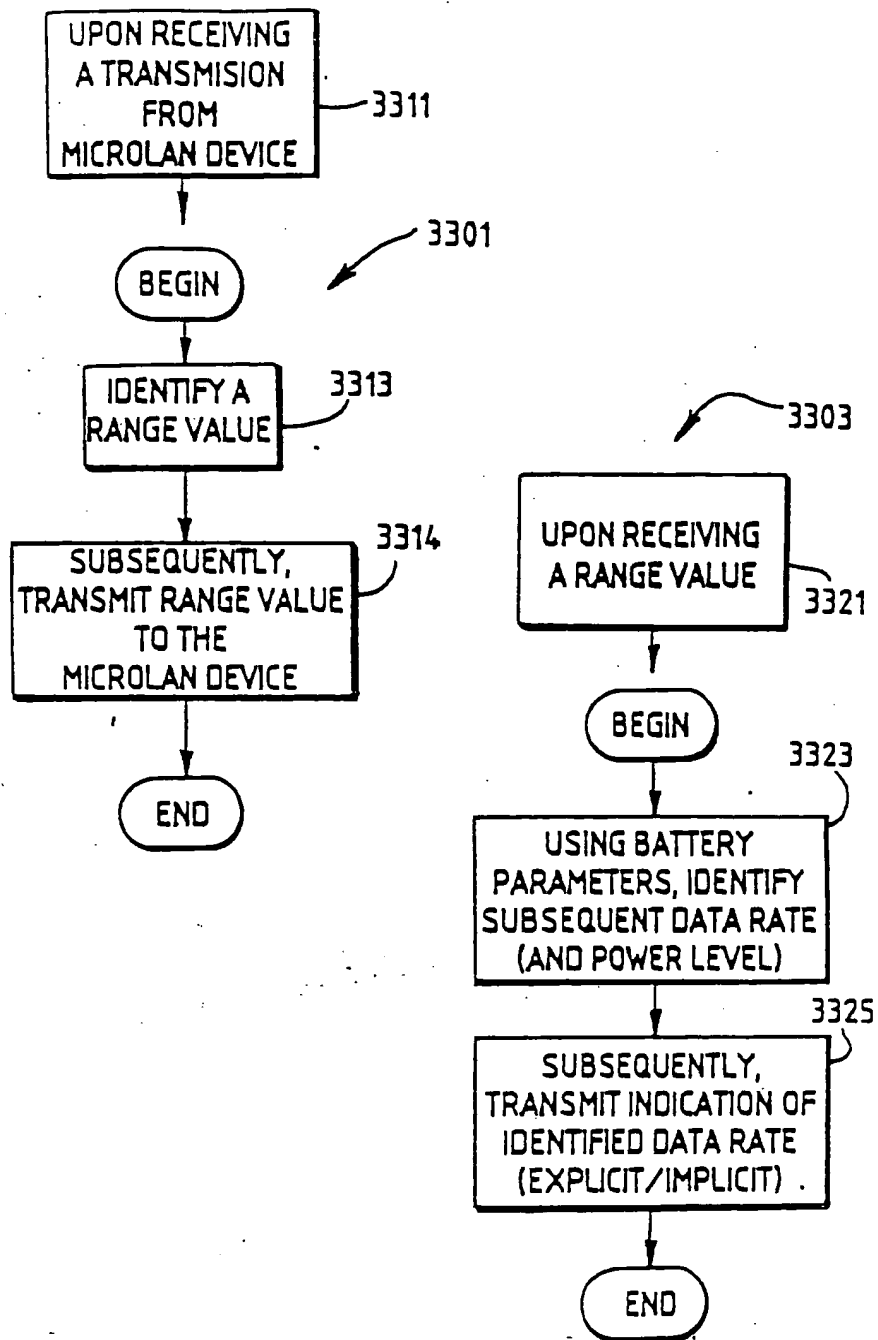 UPON RECEIVING
A TRANSMISION
FROM
MICROLAN DEVICE
3311
3301
BEGIN
IDENTIFY A
RANGE VALUE
3313
SUBSEQUENTLY,
TRANSMIT RANGE VALUE
TO THE
MICROLAN DEVICE
3314
END
3303
UPON RECEIVING
A RANGE VALUE
3321
BEGIN
3323
USING BATTERY
PARAMETERS, IDENTIFY
SUBSEQUENT DATA RATE
(AND POWER LEVEL)
3325
SUBSEQUENTLY,
TRANSMIT INDICATION OF
IDENTIFIED DATA RATE
(EXPLICIT/IMPLICIT)
END